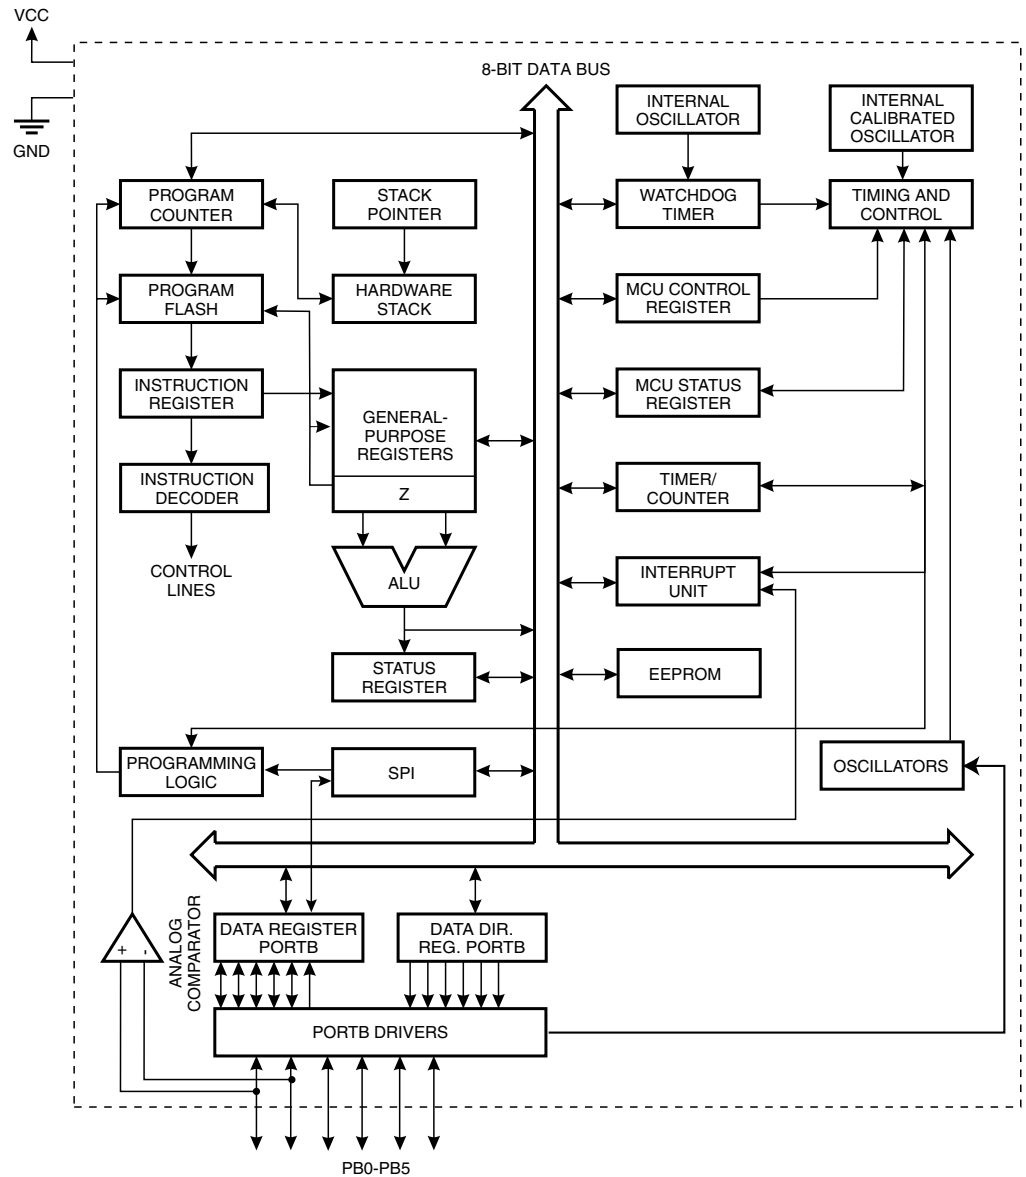 VCC
GND
8-BIT DATA BUS
INTERNAL
OSCILLATOR
INTERNAL
CALIBRATED
OSCILLATOR
PROGRAM
COUNTER
STACK
POINTER
WATCHDOG
TIMER
TIMING AND
CONTROL
PROGRAM
FLASH
HARDWARE
STACK
MCU CONTROL
REGISTER
INSTRUCTION
REGISTER
GENERAL-
PURPOSE
REGISTERS
Z
MCU STATUS
REGISTER
INSTRUCTION
DECODER
TIMER/
COUNTER
CONTROL
LINES
ALU
INTERRUPT
UNIT
STATUS
REGISTER
EEPROM
PROGRAMMING
LOGIC
SPI
OSCILLATORS
ANALOG
COMPARATOR
+
-
DATA REGISTER
PORTB
DATA DIR.
REG. PORTB
PORTB DRIVERS
PB0-PB5